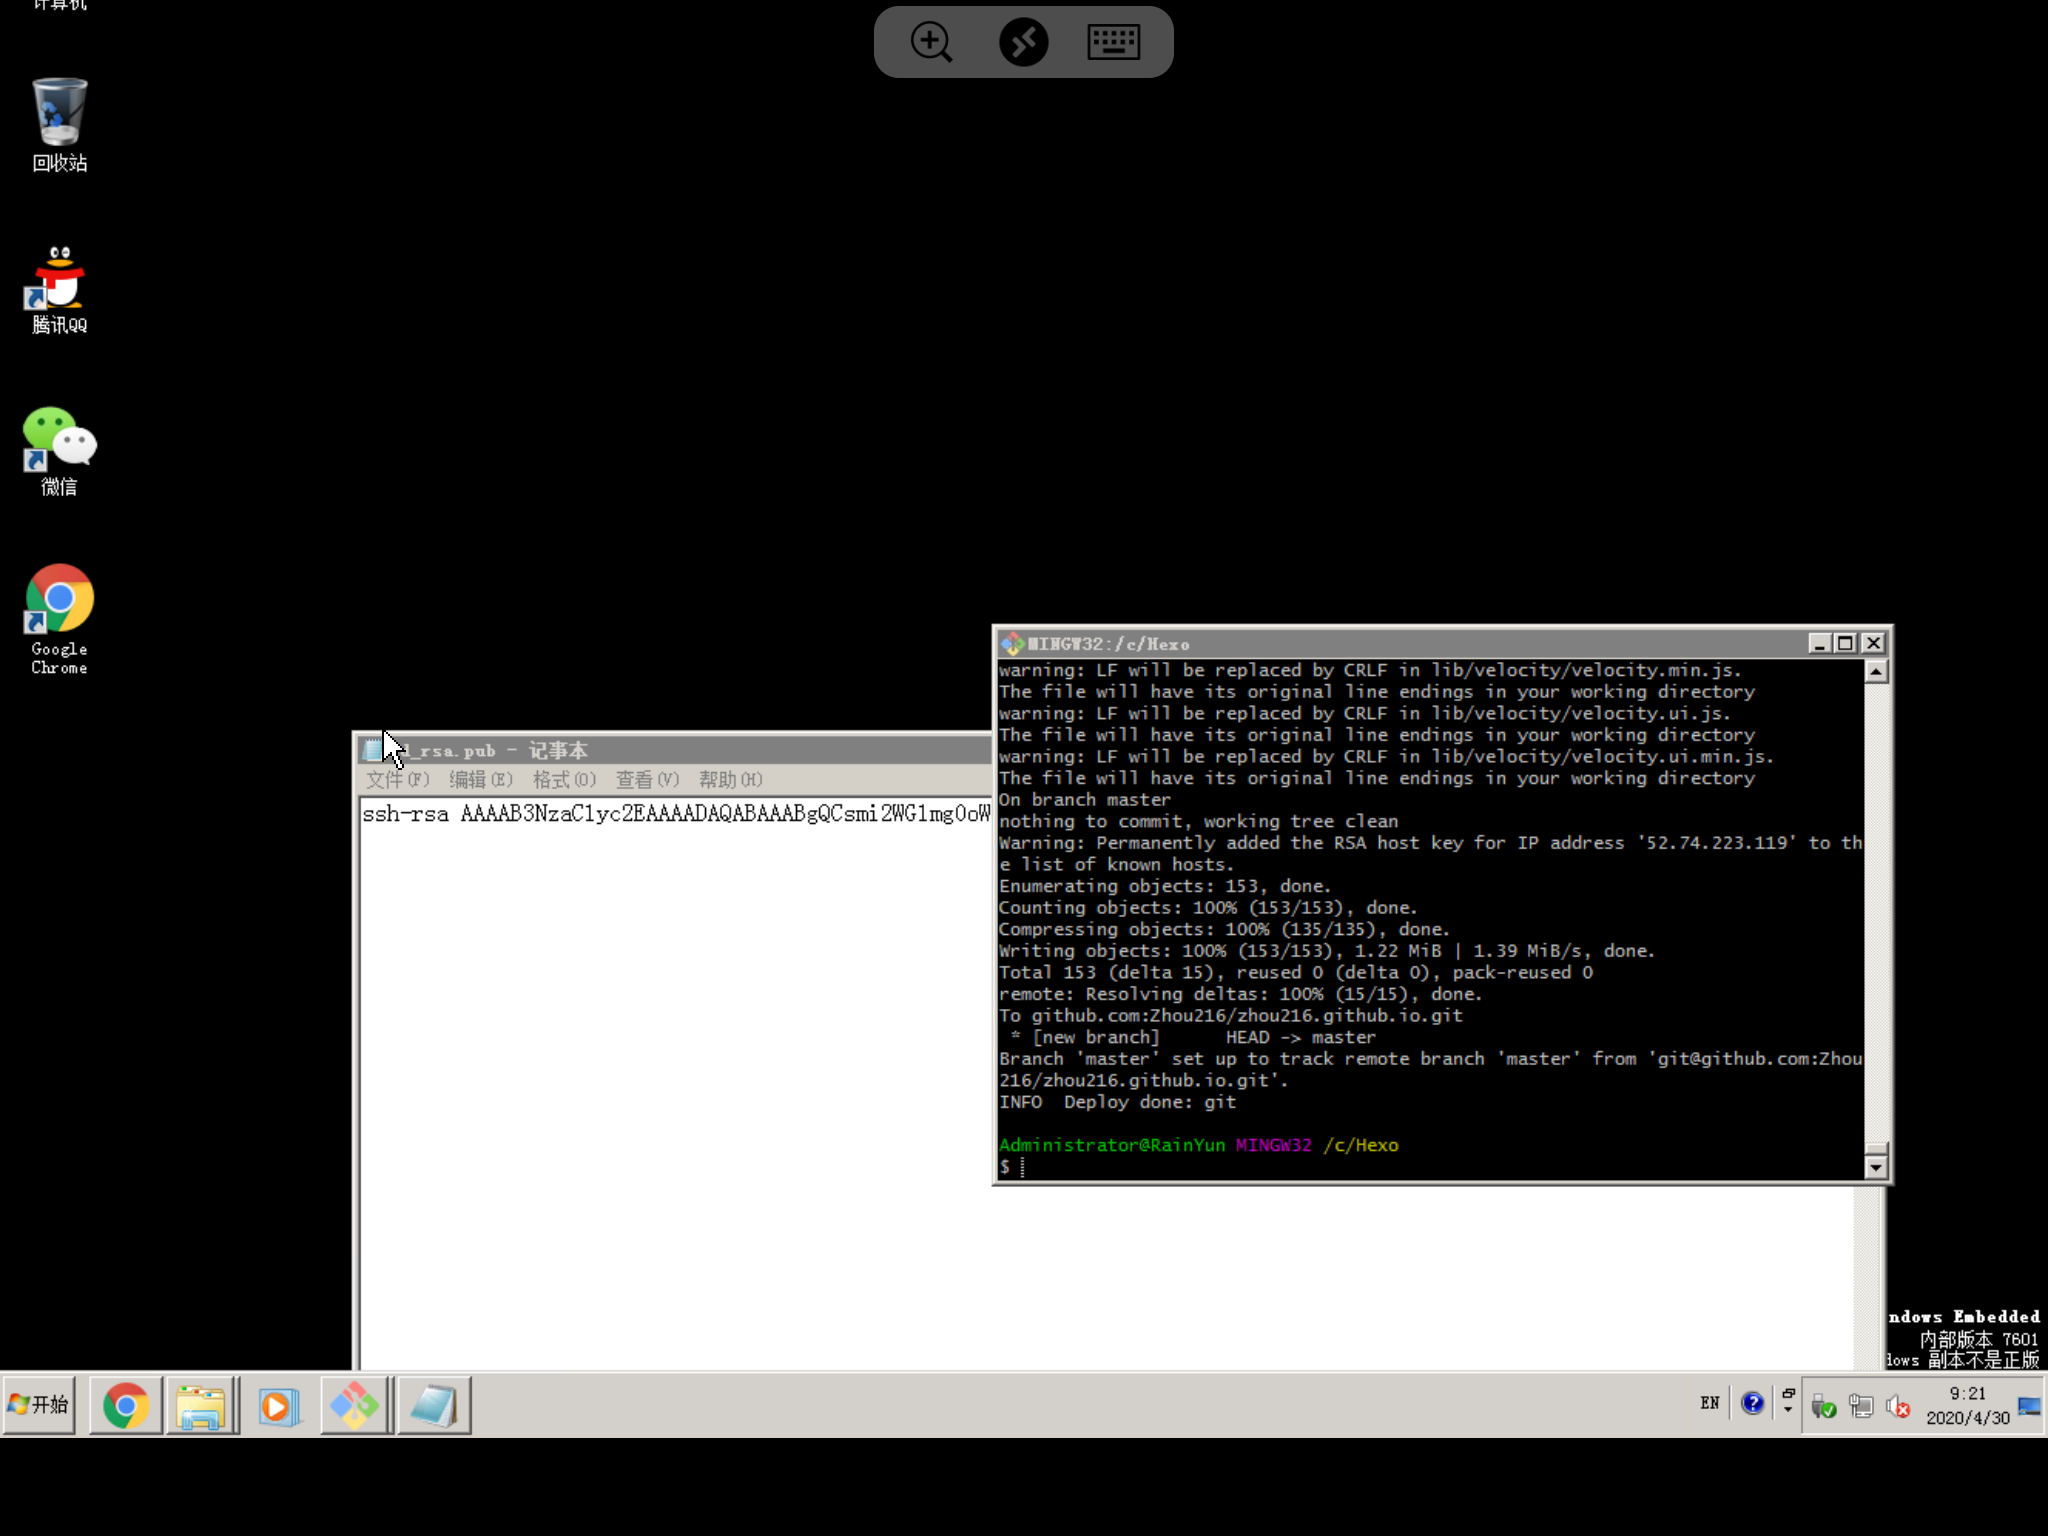 计算机
回收站
腾讯QQ
微信
Google
Chrome
MINGW32:/c/Hexo
warning: LF will be replaced by CRLF in lib/velocity/velocity.min.js.
The file will have its original line endings in your working directory
warning: LF will be replaced by CRLF in lib/velocity/velocity.ui.js.
The file will have its original line endings in your working directory
warning: LF will be replaced by CRLF in lib/velocity/velocity.ui.min.js.
The file will have its original line endings in your working directory
On branch master
nothing to commit, working tree clean
Warning: Permanently added the RSA host key for IP address '52.74.223.119' to th
e list of known hosts.
Enumerating objects: 153, done.
Counting objects: 100% (153/153), done.
Compressing objects: 100% (135/135), done.
Writing objects: 100% (153/153), 1.22 MiB | 1.39 MiB/s, done.
Total 153 (delta 15), reused 0 (delta 0), pack-reused 0
remote: Resolving deltas: 100% (15/15), done.
To github.com:Zhou216/zhou216.github.io.git
 * [new branch]      HEAD -> master
Branch 'master' set up to track remote branch 'master' from 'git@github.com:Zhou
216/zhou216.github.io.git'.
INFO  Deploy done: git
Administrator@RainYun MINGW32 /c/Hexo
$
d_rsa.pub - 记事本
文件(F) 编辑(E) 格式(O) 查看(V) 帮助(H)
ssh-rsa AAAAB3NzaC1yc2EAAAADAQABAAABgQCsmi2WG1mg0oW
ndows Embedded
内部版本 7601
dows 副本不是正版
开始
EN
9:21
2020/4/30